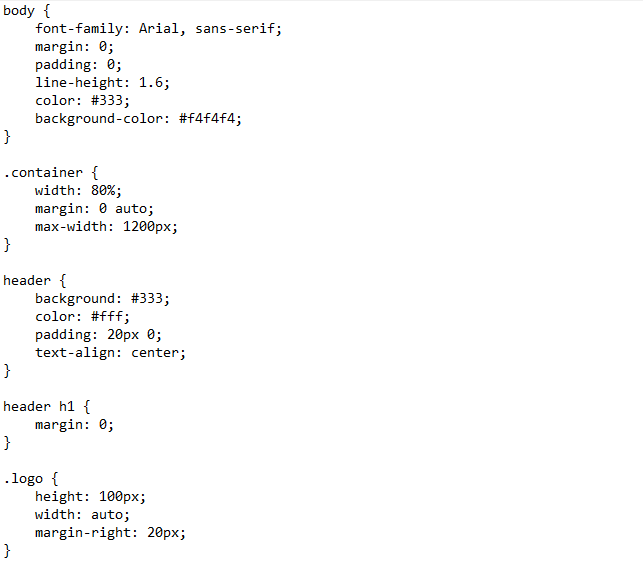 body {
    font-family: Arial, sans-serif;
    margin: 0;
    padding: 0;
    line-height: 1.6;
    color: #333;
    background-color: #f4f4f4;
}

.container {
    width: 80%;
    margin: 0 auto;
    max-width: 1200px;
}

header {
    background: #333;
    color: #fff;
    padding: 20px 0;
    text-align: center;
}

header h1 {
    margin: 0;
}

.logo {
    height: 100px;
    width: auto;
    margin-right: 20px;
}